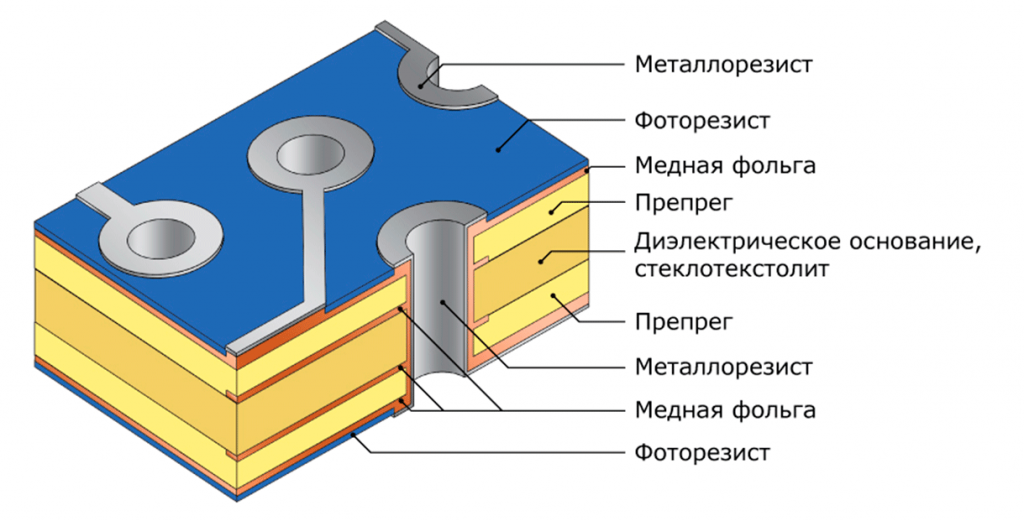 Металлорезист
Фоторезист
Медная фольга
Препрег
Диэлектрическое основание,
стеклотекстолит
Препрег
Металлорезист
Медная фольга
Фоторезист